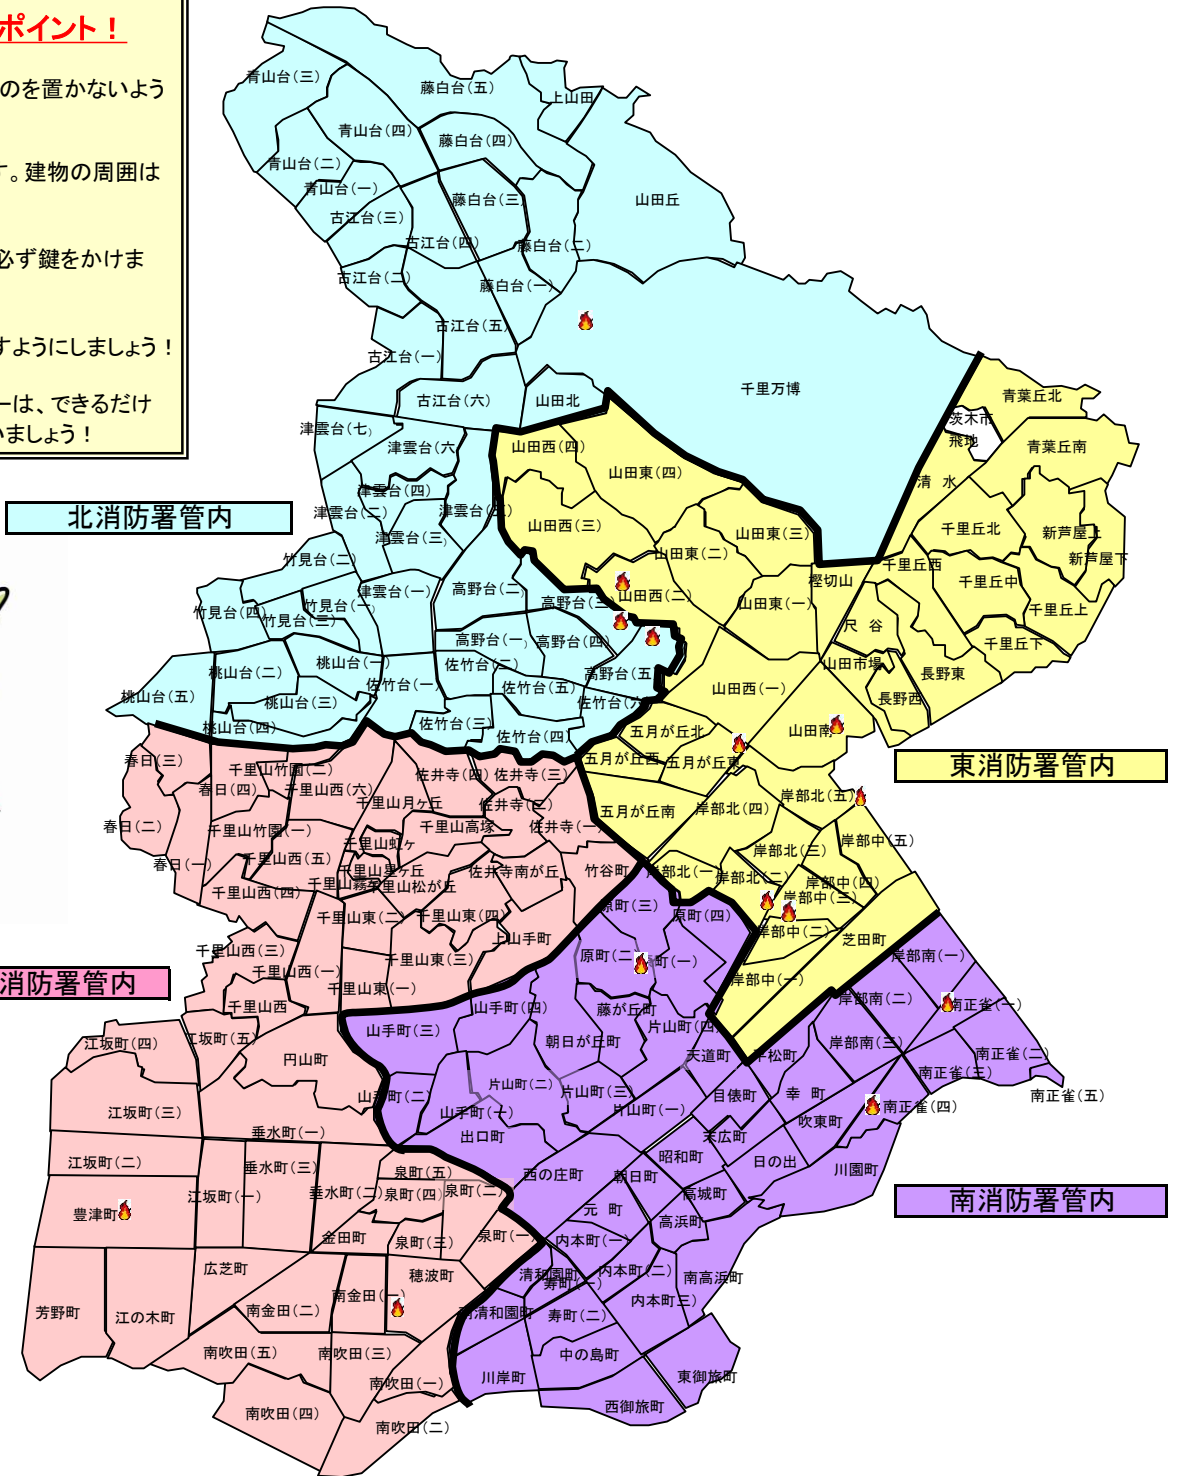 ポイント！
のを置かないよう
す。建物の周囲は
必ず鍵をかけま
すようにしましょう！
ーは、できるだけ
いましょう！
青山台(三)
藤白台(五)
上山田
青山台(四)
藤白台(四)
青山台(二)
青山台(一)
藤白台(三)
山田丘
古江台(三)
古江台(四)
藤白台(二)
古江台(二)
藤白台(一)
古江台(五)
古江台(一)
千里万博
古江台(六)
山田北
青葉丘北
茨木市
飛地
津雲台(七)
津雲台(六)
山田西(四)
山田東(四)
青葉丘南
清 水
津雲台(四)
津雲台(二)
津雲台(五)
津雲台(三)
北消防署管内
山田西(三)
山田東(三)
千里丘北
新芦屋上
山田東(二)
新芦屋下
竹見台(二)
千里丘西
樫切山
千里丘中
津雲台(一)
高野台(二)
高野台(三)
山田西(二)
山田東(一)
竹見台(四)
竹見台(一)
竹見台(三)
千里丘上
尺 谷
高野台(一)
高野台(四)
千里丘下
桃山台(一)
桃山台(二)
佐竹台(二)
高野台(五)
山田市場
長野東
佐竹台(一)
佐竹台(五)
山田西(一)
長野西
桃山台(五)
桃山台(三)
佐竹台(六)
桃山台(四)
佐竹台(三)
佐竹台(四)
五月が丘北
山田南
春日(三)
千里山竹園(二)
五月が丘西
五月が丘東
東消防署管内
佐井寺(四)
佐井寺(三)
春日(四)
千里山西(六)
千里山月ヶ丘
佐井寺(二)
五月が丘南
岸部北(四)
岸部北(五)
春日(二)
千里山竹園(一)
千里山高塚
佐井寺(一)
岸部中(五)
千里山虹ヶ
岸部北(三)
春日(一)
千里山西(五)
千里山星ヶ丘
佐井寺南が丘
竹谷町
岸部北(一)
岸部北(二)
千里山霧
千里山松が丘
岸部中(四)
千里山西(四)
岸部中(三)
原町(三)
原町(四)
千里山東(二)
千里山東(四)
岸部中(二)
芝田町
上山手町
千里山西(三)
原町(二)
町(一)
岸部南(一)
千里山東(三)
千里山西(一)
岸部中(一)
消防署管内
千里山東(一)
岸部南(二)
南正雀(一)
千里山西
山手町(四)
藤が丘町
山手町(三)
片山町(四)
江坂町(四)
江坂町(五)
朝日が丘町
岸部南(三)
天道町
平松町
南正雀(二)
円山町
南正雀(三)
片山町(二)
片山町(三)
南正雀(五)
山手町(二)
目俵町
幸 町
南正雀(四)
江坂町(三)
山手町(一)
片山町(一)
吹東町
垂水町(一)
出口町
末広町
昭和町
日の出
江坂町(二)
垂水町(三)
泉町(五)
西の庄町
朝日町
川園町
江坂町(一)
垂水町(二)
泉町(四)
泉町(二)
高城町
南消防署管内
豊津町
元 町
高浜町
金田町
泉町(三)
泉町(一)
内本町(一)
広芝町
穂波町
清和園町
寿町(一)
内本町(二)
南高浜町
南金田(一)
芳野町
江の木町
南金田(二)
南清和園町
寿町(二)
内本町三)
南吹田(五)
南吹田(三)
中の島町
南吹田(一)
川岸町
東御旅町
南吹田(四)
西御旅町
南吹田(二)